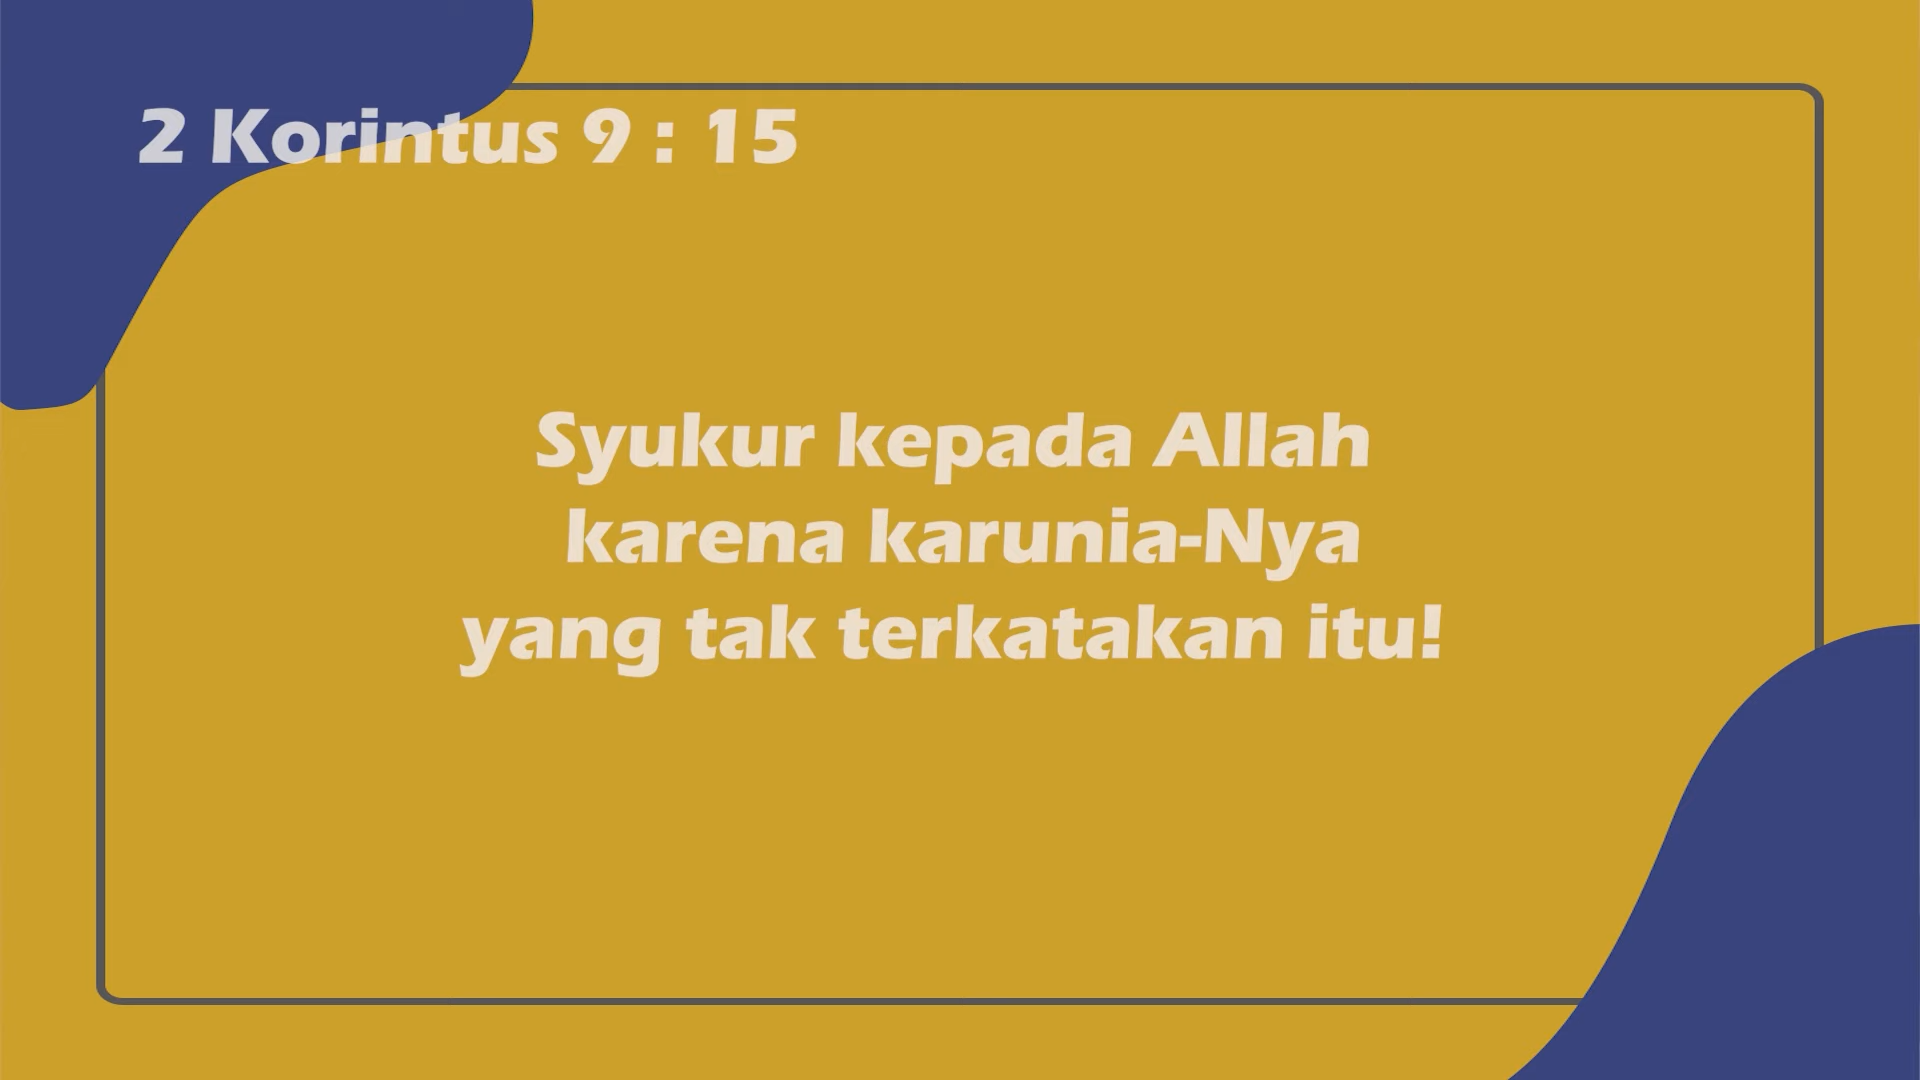 2 Korintus 9 : 15
Syukur kepada Allah
karena karunia-Nya
yang tak terkatakan itu!